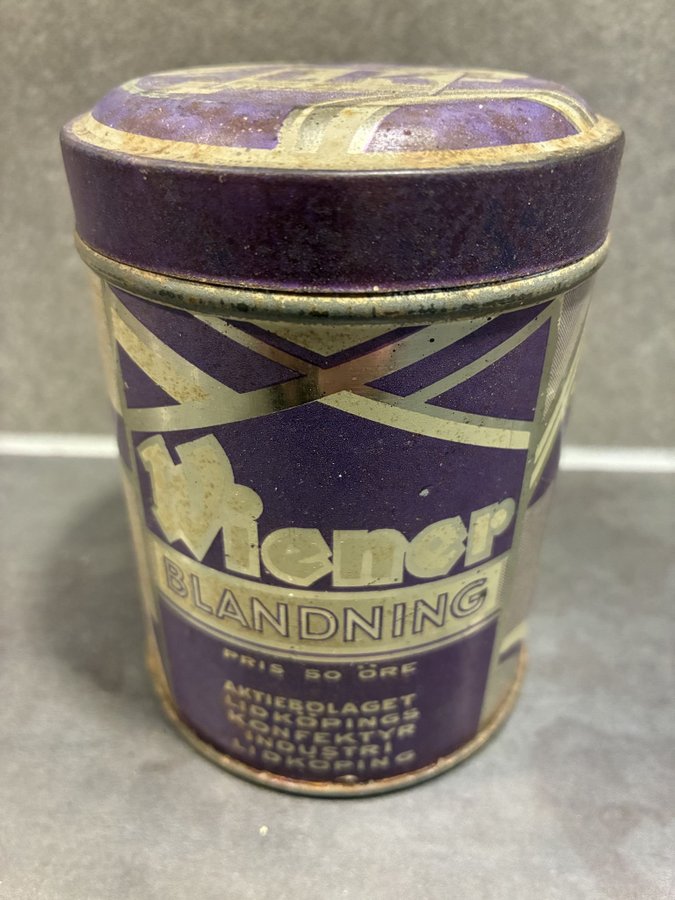 Wiener
BLANDNING
PRIS 50 ÖRE
AKTIEBOLAGET
LIDKÖPINGS
KONFEKTYR
INDUSTRI
LIDKÖPING